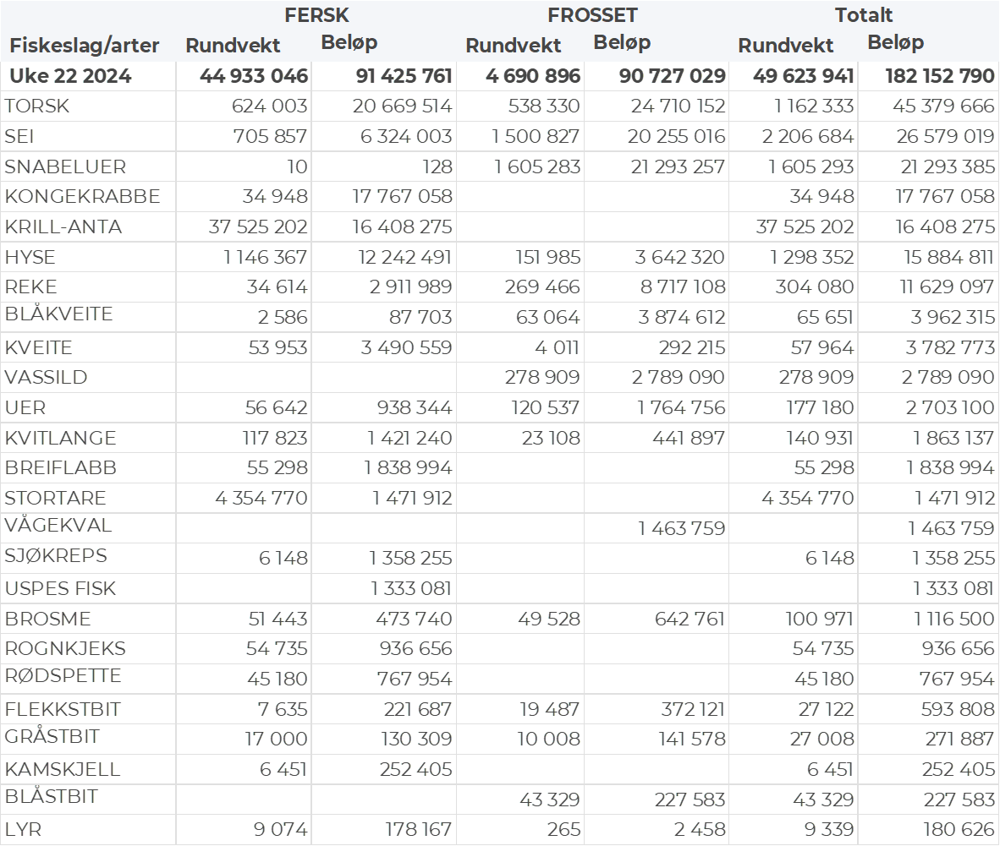 FERSK FROSSET Totalt
Fiskeslag/arter Rundvekt Beløp Rundvekt Beløp Rundvekt Beløp
Uke 22 2024 44 933 046 91 425 761 4 690 896 90 727 029 49 623 941 182 152 790
TORSK 624 003 20 669 514 538 330 24 710 152 1 162 333 45 379 666
SEI 705 857 6 324 003 1 500 827 20 255 016 2 206 684 26 579 019
SNABELUER 10 128 1 605 283 21 293 257 1 605 293 21 293 385
KONGEKRABBE 34 948 17 767 058 34 948 17 767 058
KRILL-ANTA 37 525 202 16 408 275 37 525 202 16 408 275
HYSE 1 146 367 12 242 491 151 985 3 642 320 1 298 352 15 884 811
REKE 34 614 2 911 989 269 466 8 717 108 304 080 11 629 097
BLÅKVEITE 2 586 87 703 63 064 3 874 612 65 651 3 962 315
KVEITE 53 953 3 490 559 4 011 292 215 57 964 3 782 773
VASSILD 278 909 2 789 090 278 909 2 789 090
UER 56 642 938 344 120 537 1 764 756 177 180 2 703 100
KVITLANGE 117 823 1 421 240 23 108 441 897 140 931 1 863 137
BREIFLABB 55 298 1 838 994 55 298 1 838 994
STORTARE 4 354 770 1 471 912 4 354 770 1 471 912
VÅGEKVAL 1 463 759 1 463 759
SJØKREPS 6 148 1 358 255 6 148 1 358 255
USPES FISK 1 333 081 1 333 081
BROSME 51 443 473 740 49 528 642 761 100 971 1 116 500
ROGNKJEKS 54 735 936 656 54 735 936 656
RØDSPETTE 45 180 767 954 45 180 767 954
FLEKKSTBIT 7 635 221 687 19 487 372 121 27 122 593 808
GRÅSTBIT 17 000 130 309 10 008 141 578 27 008 271 887
KAMSKJELL 6 451 252 405 6 451 252 405
BLÅSTBIT 43 329 227 583 43 329 227 583
LYR 9 074 178 167 265 2 458 9 339 180 626